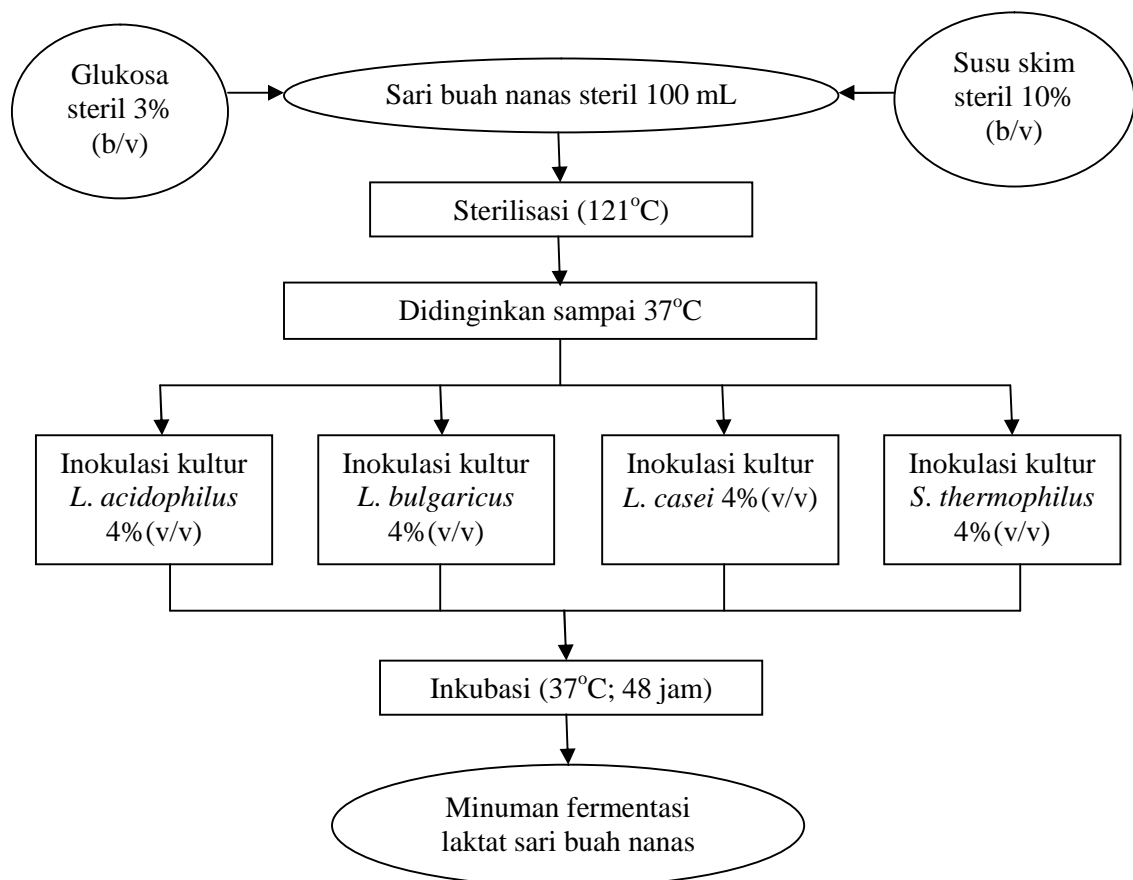 Glukosa
steril 3%
(b/v)
Sari buah nanas steril 100 mL
Susu skim
steril 10%
(b/v)
Sterilisasi (121°C)
Didinginkan sampai 37°C
Inokulasi kultur
L. acidophilus
4%(v/v)
Inokulasi kultur
L. bulgaricus
4%(v/v)
Inokulasi kultur
L. casei 4%(v/v)
Inokulasi kultur
S. thermophilus
4%(v/v)
Inkubasi (37°C; 48 jam)
Minuman fermentasi
laktat sari buah nanas